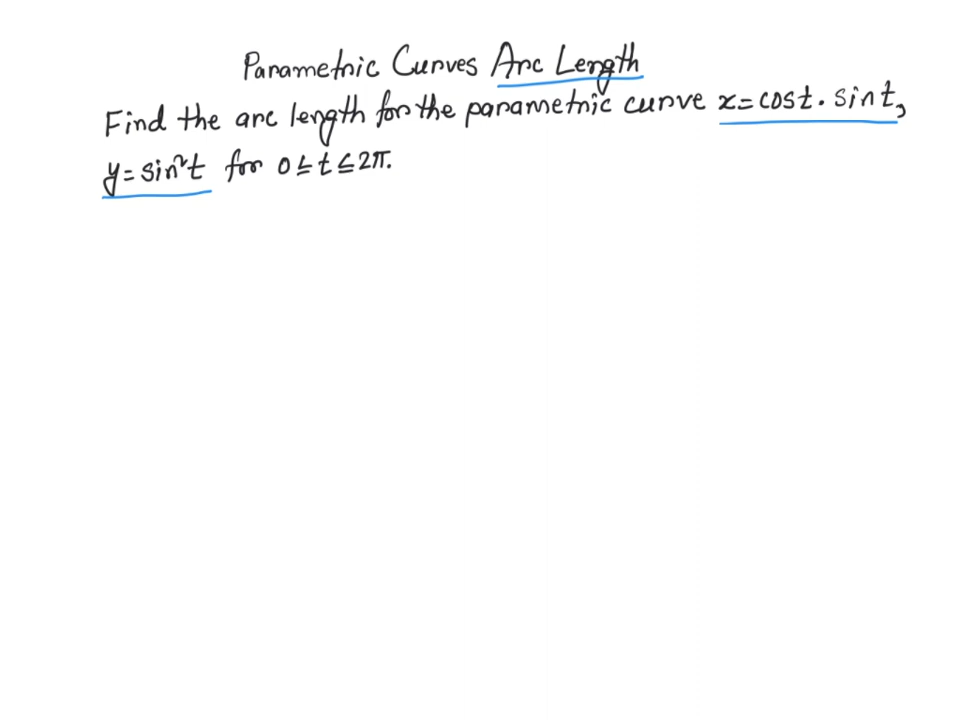 Parametric Curves Arc Length
Find the arc length for the parametric curve x=cost. sint,
y=sin²t for 0≤t≤2π.